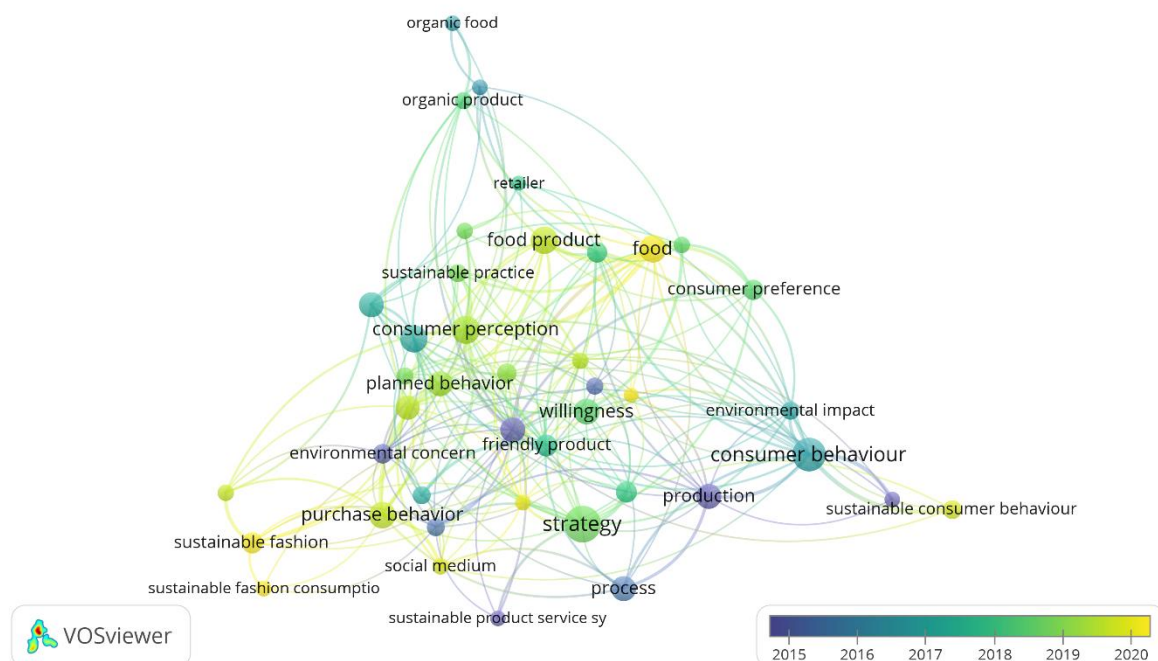 organic food
organic product
retailer
food product
food
sustainable practice
consumer preference
consumer perception
planned behavior
willingness
environmental impact
friendly product
environmental concern
consumer behaviour
production
sustainable consumer behaviour
purchase behavior
strategy
sustainable fashion
social medium
sustainable fashion consumptio
process
sustainable product service sy
VOSviewer
2015 2016 2017 2018 2019 2020